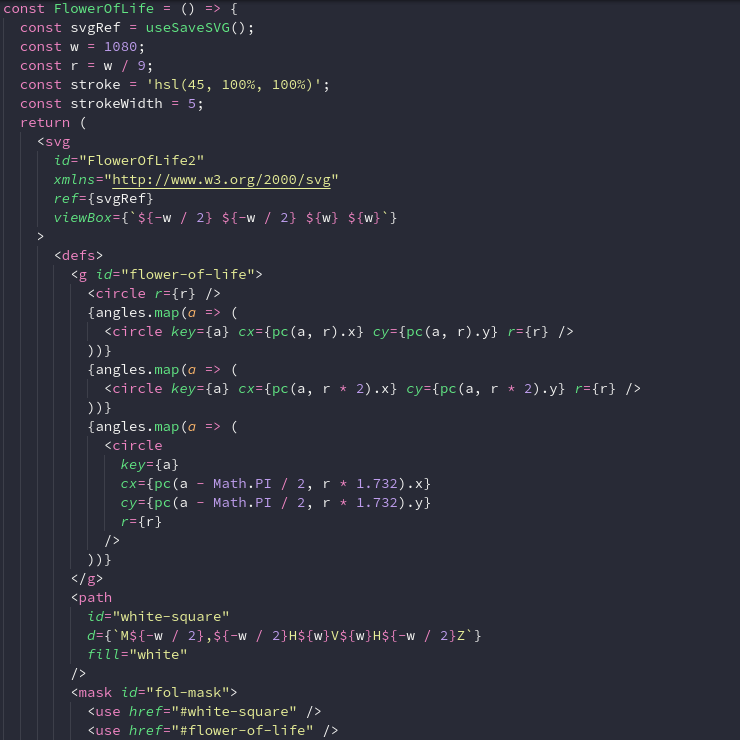 const FlowerOfLife = () => {
  const svgRef = useSaveSVG();
  const w = 1080;
  const r = w / 9;
  const stroke = 'hsl(45, 100%, 100%)';
  const strokeWidth = 5;
  return (
    <svg
      id="FlowerOfLife2"
      xmlns="http://www.w3.org/2000/svg"
      ref={svgRef}
      viewBox={`${-w / 2} ${-w / 2} ${w} ${w}`}
    >
      <defs>
        <g id="flower-of-life">
          <circle r={r} />
          {angles.map(a => (
            <circle key={a} cx={pc(a, r).x} cy={pc(a, r).y} r={r} />
          ))}
          {angles.map(a => (
            <circle key={a} cx={pc(a, r * 2).x} cy={pc(a, r * 2).y} r={r} />
          ))}
          {angles.map(a => (
            <circle
              key={a}
              cx={pc(a - Math.PI / 2, r * 1.732).x}
              cy={pc(a - Math.PI / 2, r * 1.732).y}
              r={r}
            />
          ))}
        </g>
        <path
          id="white-square"
          d={`M${-w / 2},${-w / 2}H${w}V${w}H${-w / 2}Z`}
          fill="white"
        />
        <mask id="fol-mask">
          <use href="#white-square" />
          <use href="#flower-of-life" />